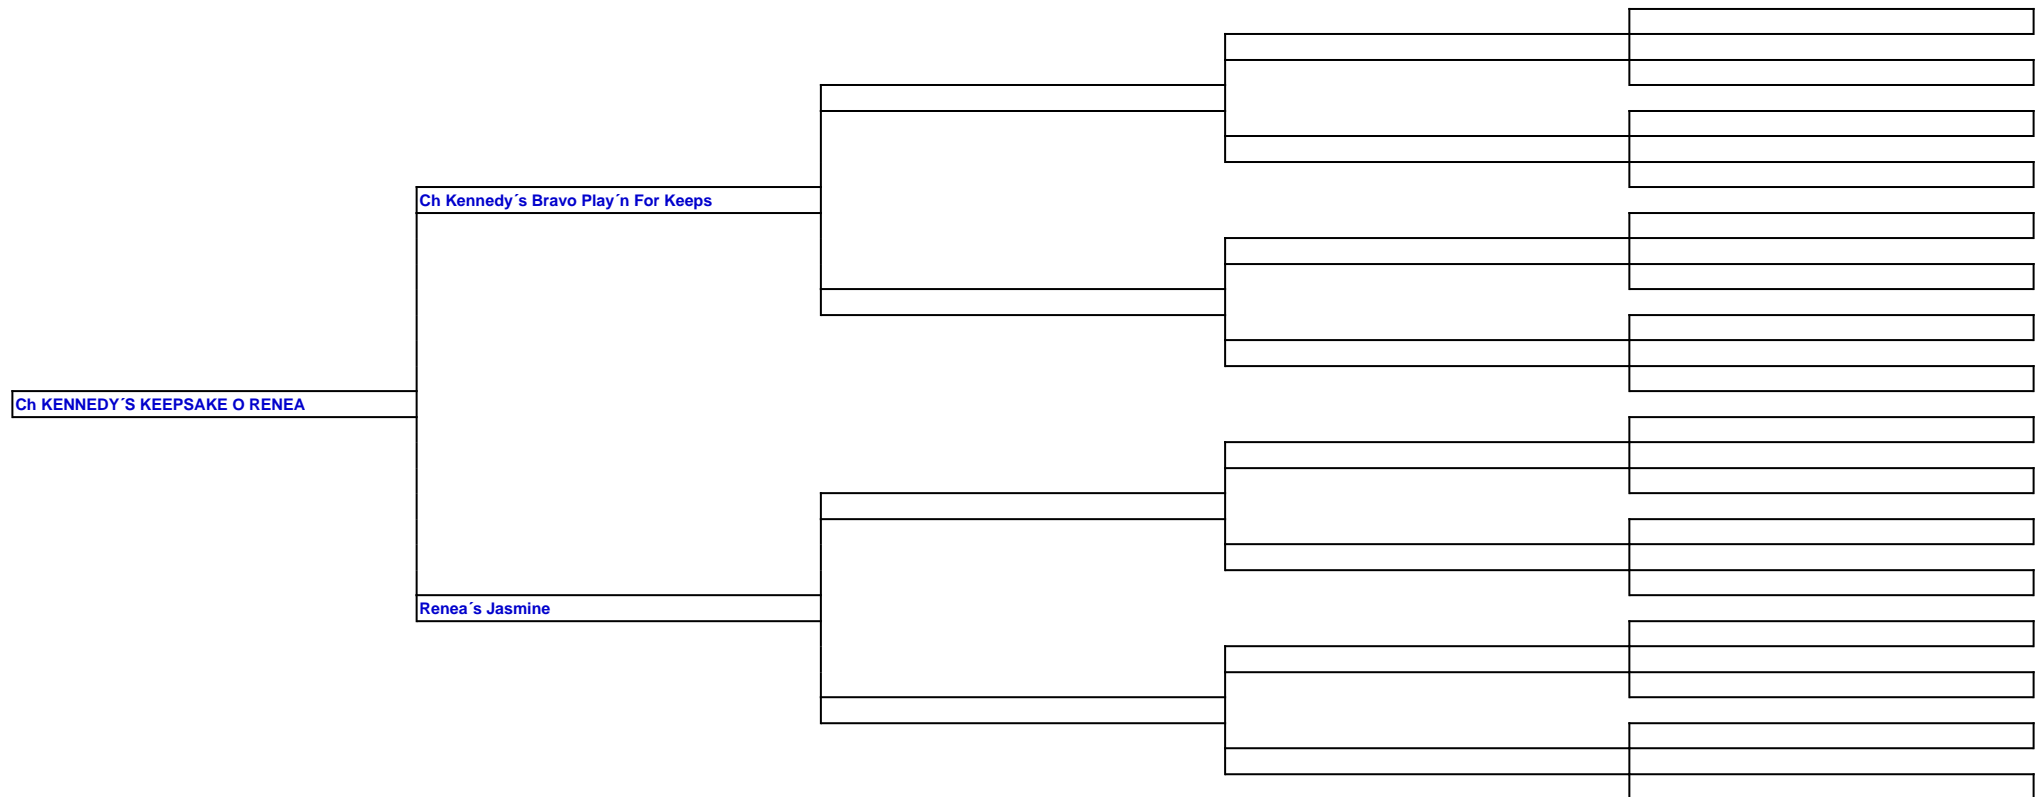 Ch Kennedy´s Bravo Play´n For Keeps
Ch KENNEDY´S KEEPSAKE O RENEA
Renea´s Jasmine